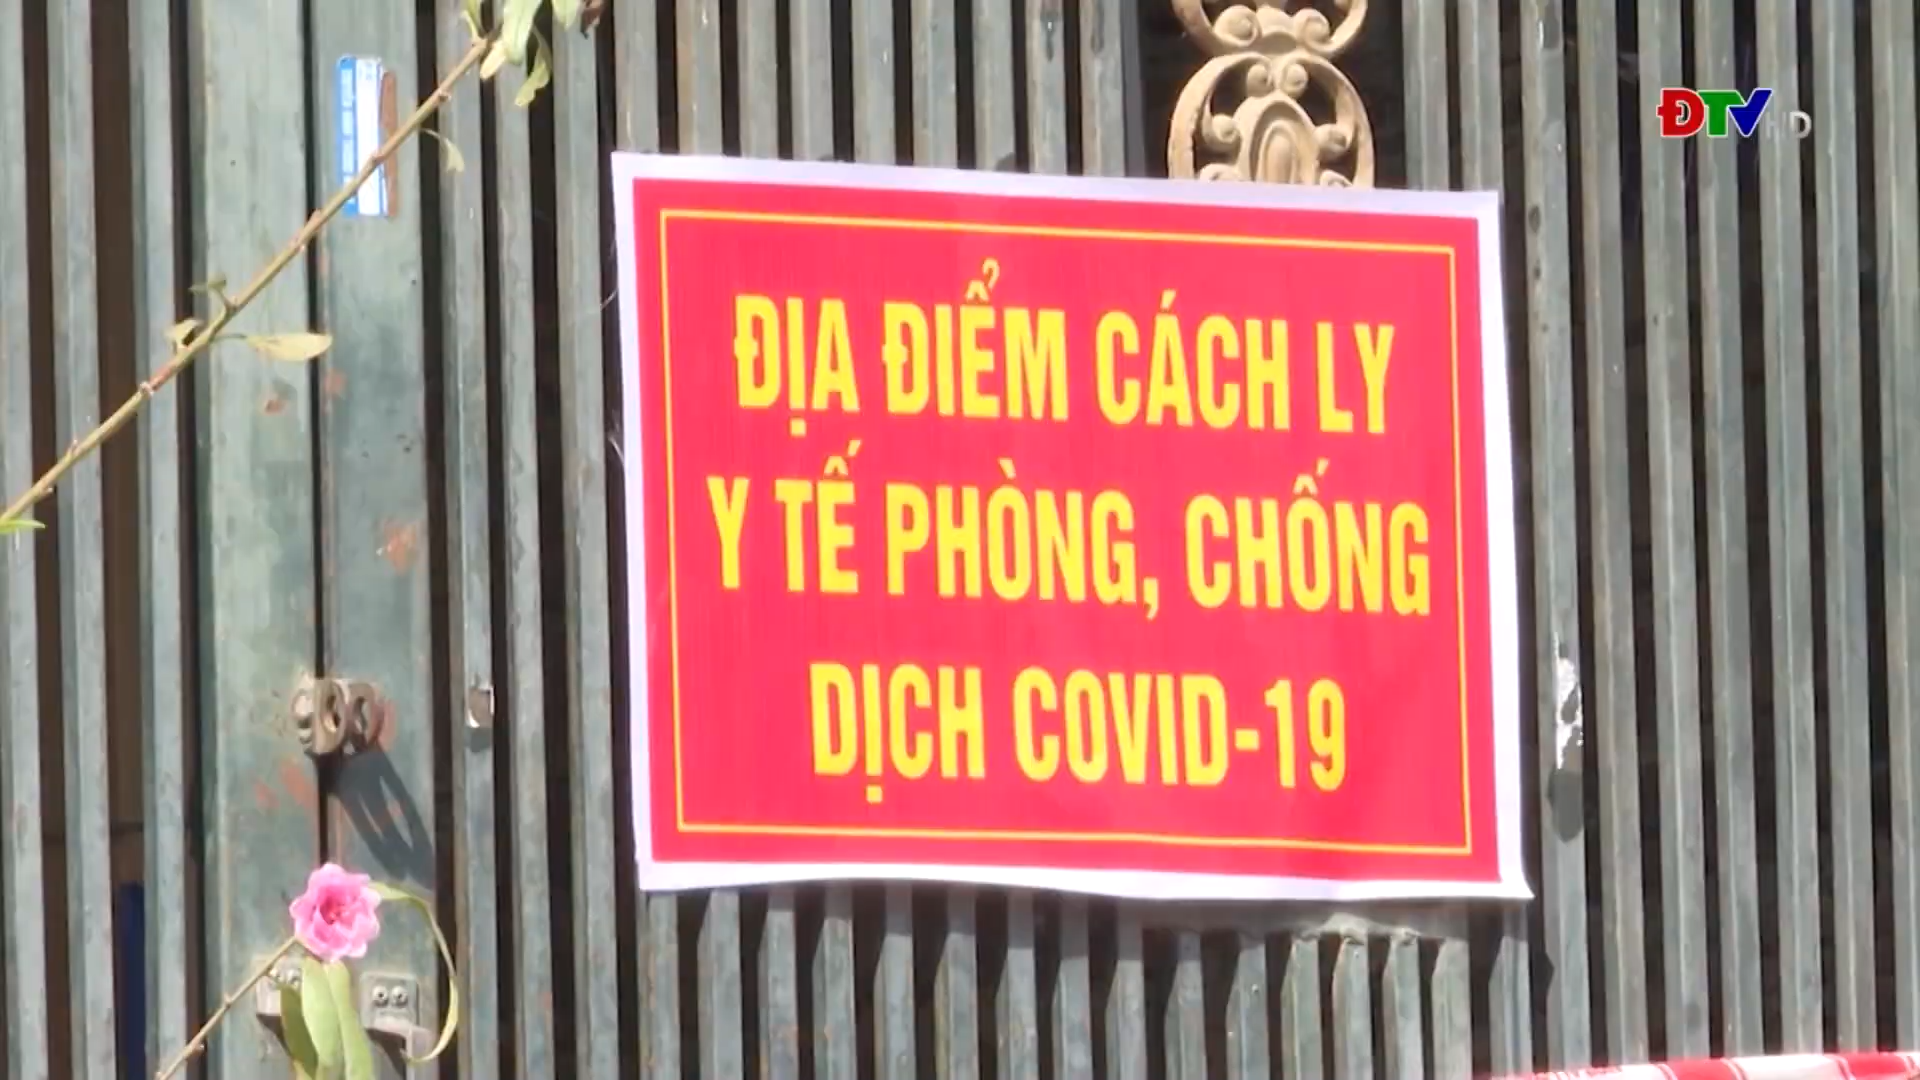 ĐTV HD
ĐỊA ĐIỂM CÁCH LY
Y TẾ PHÒNG, CHỐNG
DỊCH COVID-19